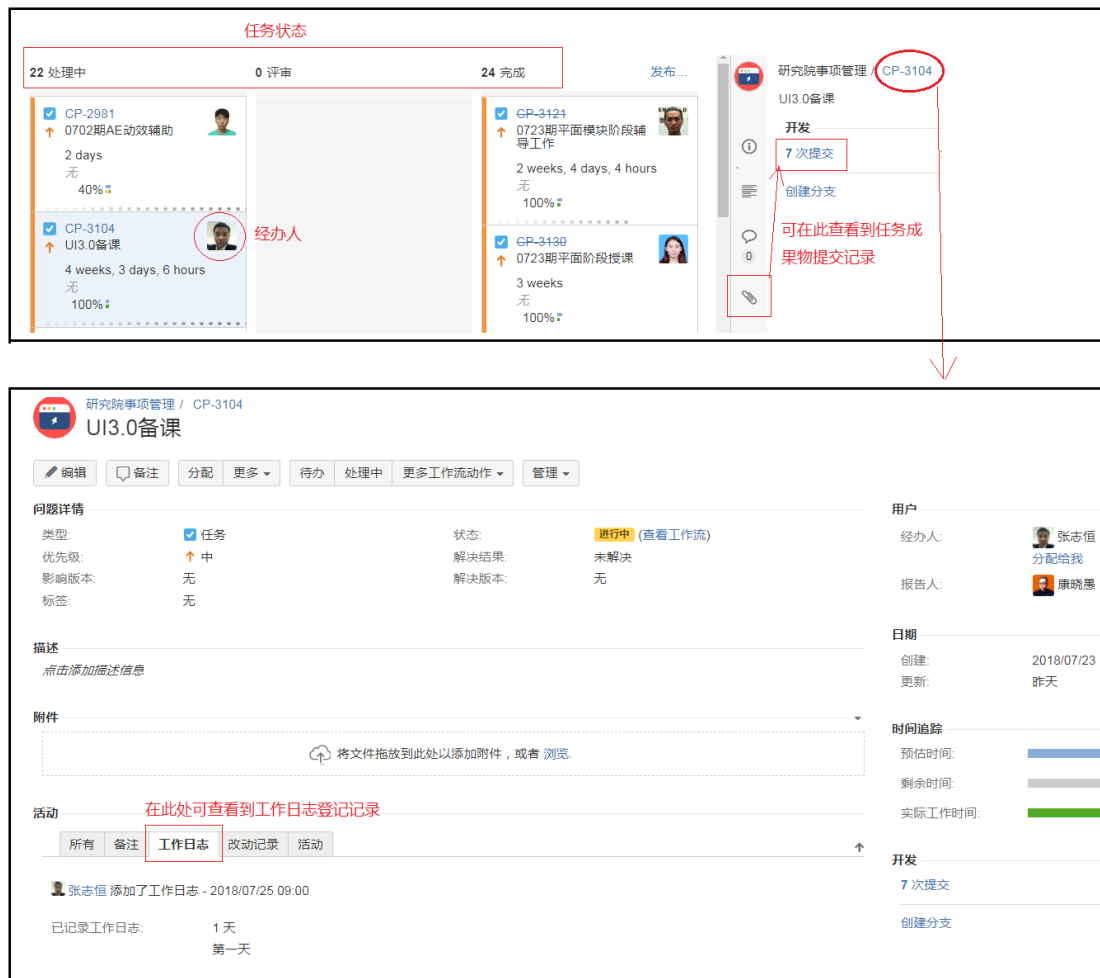 任务状态
22 处理中
0 评审
24 完成
发布...
CP-2981
0702期AE动效辅助
2 days
无
40%
CP-3104
UI3.0备课
4 weeks, 3 days, 6 hours
无
100%
经办人
CP-3121
0723期平面模块阶段辅
导工作
2 weeks, 4 days, 4 hours
无
100%
CP-3130
0723期平面阶段授课
3 weeks
无
100%
研究院事项管理 / CP-3104
UI3.0备课
开发
7 次提交
创建分支
0
可在此查看到任务成
果物提交记录
研究院事项管理 / CP-3104
UI3.0备课
编辑 备注 分配 更多 待办 处理中 更多工作流动作 管理
问题详情
类型: 任务
状态: 进行中 (查看工作流)
优先级: 中
解决结果: 未解决
影响版本: 无
解决版本: 无
标签: 无
描述
点击添加描述信息
附件
将文件拖放到此处以添加附件，或者 浏览.
活动
在此处可查看到工作日志登记记录
所有 备注 工作日志 改动记录 活动
张志恒 添加了工作日志 - 2018/07/25 09:00
已记录工作日志: 1 天
第一天
用户
经办人: 张志恒
分配给我
报告人: 康晓愚
日期
创建: 2018/07/23
更新: 昨天
时间追踪
预估时间:
剩余时间:
实际工作时间:
开发
7 次提交
创建分支